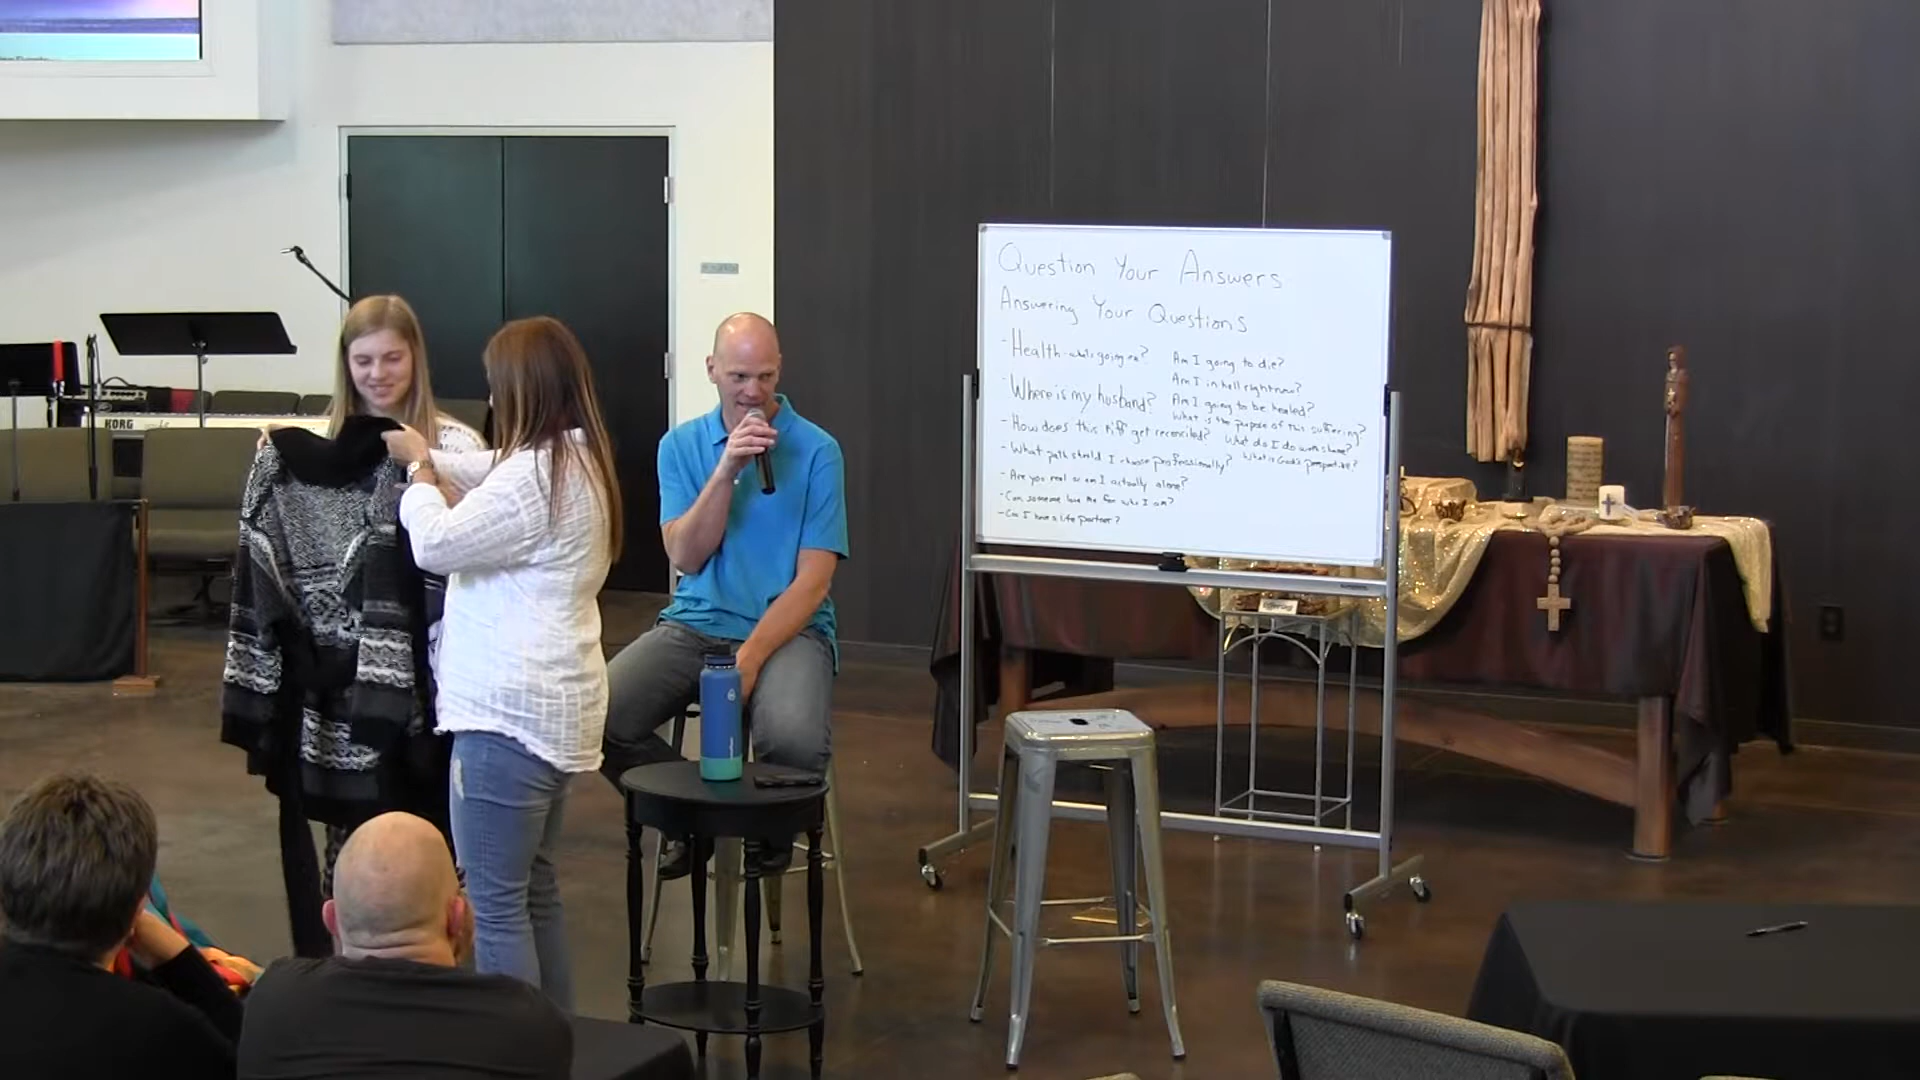 Question Your Answers
Answering Your Questions
- Health - what's going on?
- Where is my husband?
- How does this riff get reconciled?
- What path should I choose professionally?
- Are you real or am I actually alone?
- Can someone love me for who I am?
- Can I have a life partner?
Am I going to die?
Am I in hell right now?
Am I going to be healed?
What is the purpose of this suffering?
What do I do work shame?
What is God's perspective?
KORG